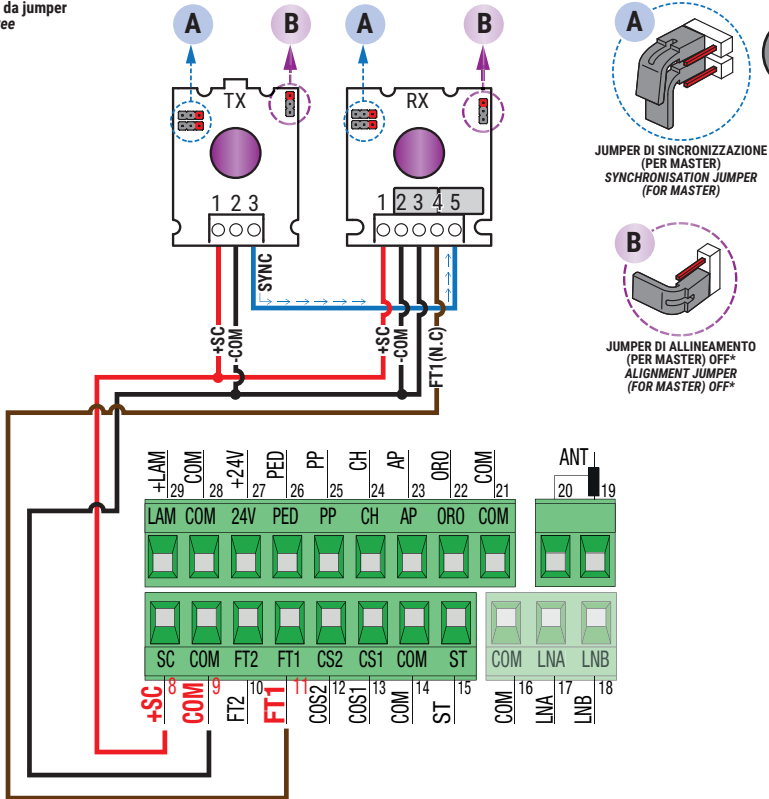 da jumper
ree
A B A B A
TX RX
1 2 3 1 2 3 4 5
JUMPER DI SINCRONIZZAZIONE
(PER MASTER)
SYNCHRONISATION JUMPER
(FOR MASTER)
B
JUMPER DI ALLINEAMENTO
(PER MASTER) OFF*
ALIGNMENT JUMPER
(FOR MASTER) OFF*
SYNC
+SC -COM +SC -COM FT1(N.C)
+LAM COM +24V PED PP CH AP ORO COM ANT
29 28 27 26 25 24 23 22 21 20 19
LAM COM 24V PED PP CH AP ORO COM
SC COM FT2 FT1 CS2 CS1 COM ST COM LNA LNB
+SC COM FT2 FT1 COS2 COS1 COM ST COM LNA LNB
8 9 10 11 12 13 14 15 16 17 18